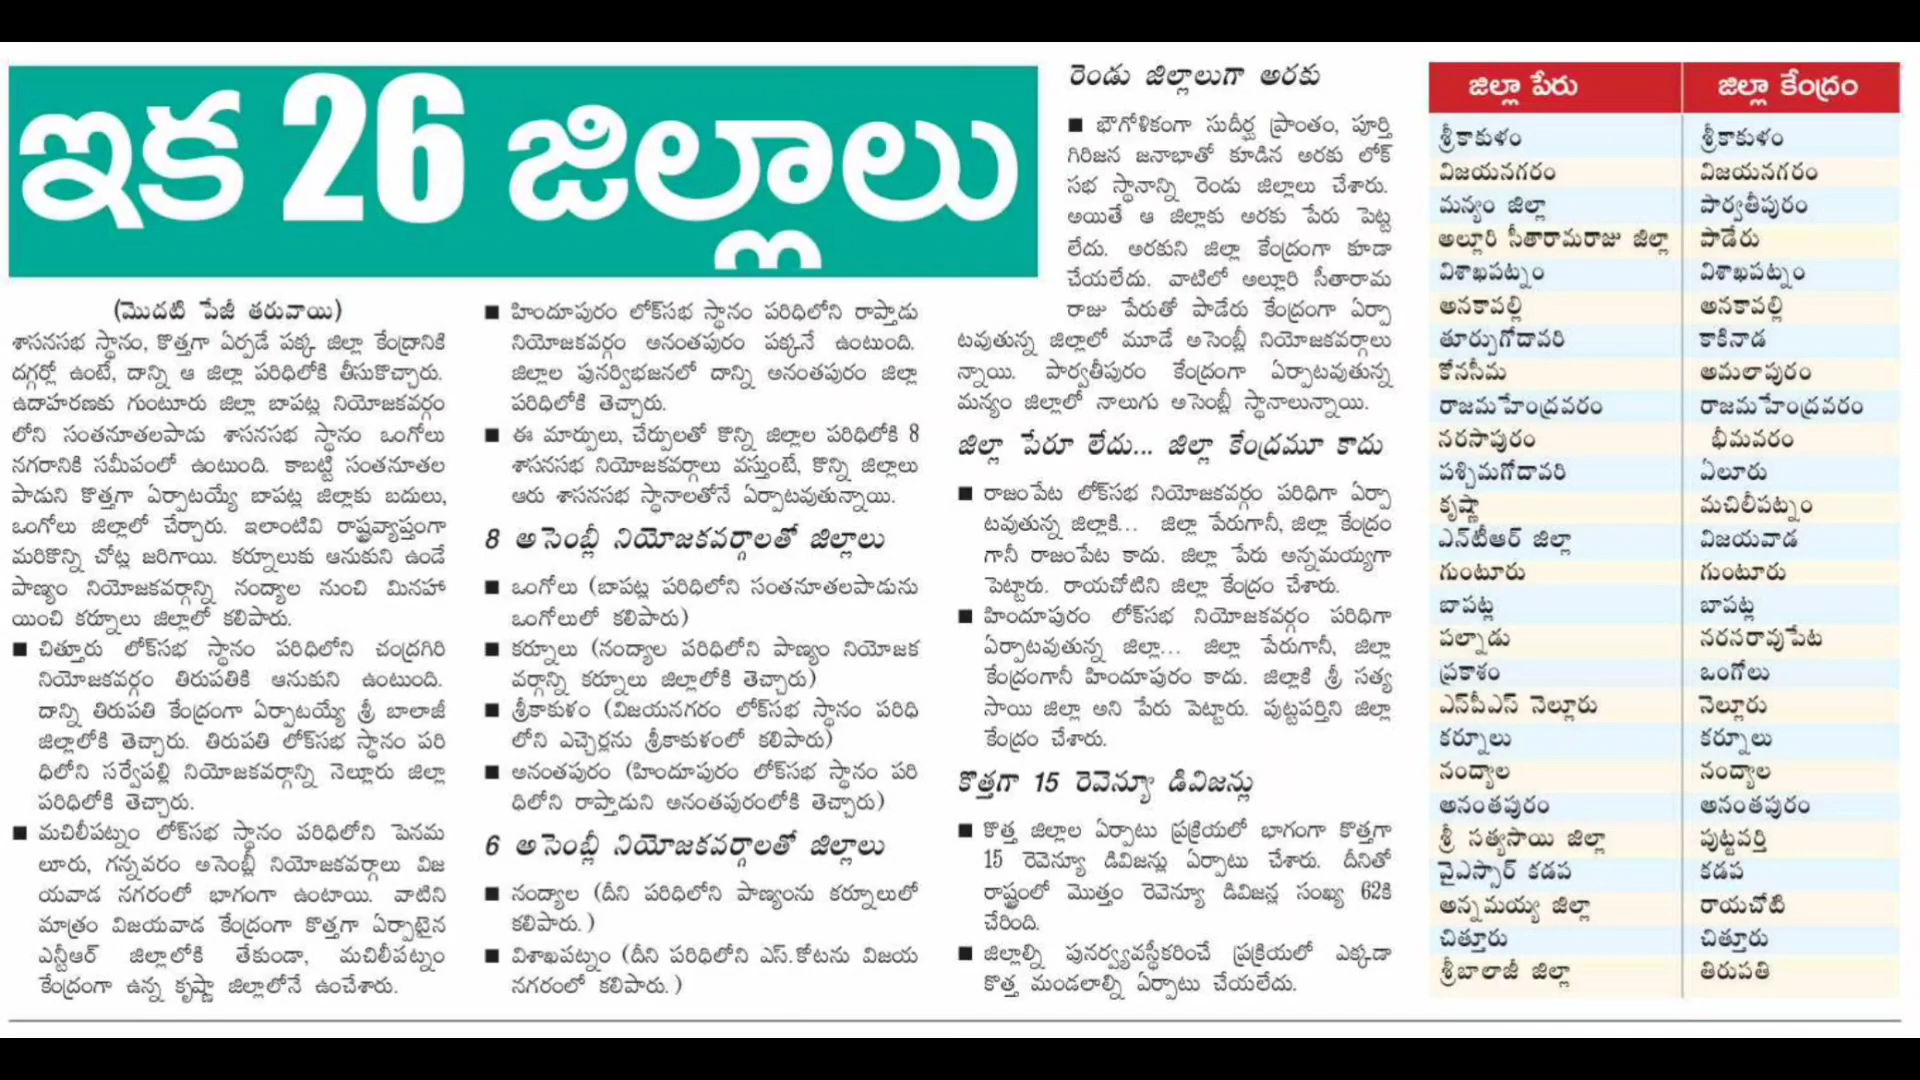 ఇక 26 జిల్లాలు
(మొదటి పేజీ తరువాయి)
శాసనసభ స్థానం, కొత్తగా ఏర్పడే పక్క జిల్లా కేంద్రానికి
దగ్గర్లో ఉంటే, దాన్ని ఆ జిల్లా పరిధిలోకి తీసుకొచ్చారు.
ఉదాహరణకు గుంటూరు జిల్లా బాపట్ల నియోజకవర్గం
లోని సంతనూతలపాడు శాసనసభ స్థానం ఒంగోలు
నగరానికి సమీపంలో ఉంటుంది. కాబట్టి సంతనూతల
పాడుని కొత్తగా ఏర్పాటయ్యే బాపట్ల జిల్లాకు బదులు,
ఒంగోలు జిల్లాలో చేర్చారు. ఇలాంటివి రాష్ట్రవ్యాప్తంగా
మరికొన్ని చోట్ల జరిగాయి. కర్నూలుకు ఆనుకుని ఉండే
పాణ్యం నియోజకవర్గాన్ని నంద్యాల నుంచి మినహా
యించి కర్నూలు జిల్లాలో కలిపారు.
■ చిత్తూరు లోక్‌సభ స్థానం పరిధిలోని చంద్రగిరి
నియోజకవర్గం తిరుపతికి ఆనుకుని ఉంటుంది.
దాన్ని తిరుపతి కేంద్రంగా ఏర్పాటయ్యే శ్రీ బాలాజీ
జిల్లాలోకి తెచ్చారు. తిరుపతి లోక్‌సభ స్థానం పరి
ధిలోని సర్వేపల్లి నియోజకవర్గాన్ని నెల్లూరు జిల్లా
పరిధిలోకి తెచ్చారు.
■ మచిలీపట్నం లోక్‌సభ స్థానం పరిధిలోని పెనమ
లూరు, గన్నవరం అసెంబ్లీ నియోజకవర్గాలు విజ
యవాడ నగరంలో భాగంగా ఉంటాయి. వాటిని
మాత్రం విజయవాడ కేంద్రంగా కొత్తగా ఏర్పాటైన
ఎన్టీఆర్ జిల్లాలోకి తేకుండా, మచిలీపట్నం
కేంద్రంగా ఉన్న కృష్ణా జిల్లాలోనే ఉంచేశారు.
■ హిందూపురం లోక్‌సభ స్థానం పరిధిలోని రాప్తాడు
నియోజకవర్గం అనంతపురం పక్కనే ఉంటుంది.
జిల్లాల పునర్విభజనలో దాన్ని అనంతపురం జిల్లా
పరిధిలోకి తెచ్చారు.
■ ఈ మార్పులు, చేర్పులతో కొన్ని జిల్లాల పరిధిలోకి 8
శాసనసభ నియోజకవర్గాలు వస్తుంటే, కొన్ని జిల్లాలు
ఆరు శాసనసభ స్థానాలతోనే ఏర్పాటవుతున్నాయి.
8 అసెంబ్లీ నియోజకవర్గాలతో జిల్లాలు
■ ఒంగోలు (బాపట్ల పరిధిలోని సంతనూతలపాడును
ఒంగోలులో కలిపారు)
■ కర్నూలు (నంద్యాల పరిధిలోని పాణ్యం నియోజక
వర్గాన్ని కర్నూలు జిల్లాలోకి తెచ్చారు)
■ శ్రీకాకుళం (విజయనగరం లోక్‌సభ స్థానం పరిధి
లోని ఎచ్చెర్లను శ్రీకాకుళంలో కలిపారు)
■ అనంతపురం (హిందూపురం లోక్‌సభ స్థానం పరి
ధిలోని రాప్తాడుని అనంతపురంలోకి తెచ్చారు)
6 అసెంబ్లీ నియోజకవర్గాలతో జిల్లాలు
■ నంద్యాల (దీని పరిధిలోని పాణ్యంను కర్నూలులో
కలిపారు.)
■ విశాఖపట్నం (దీని పరిధిలోని ఎస్.కోటను విజయ
నగరంలో కలిపారు.)
రెండు జిల్లాలుగా అరకు
■ భౌగోళికంగా సుదీర్ఘ ప్రాంతం, పూర్తి
గిరిజన జనాభాతో కూడిన అరకు లోక్
సభ స్థానాన్ని రెండు జిల్లాలు చేశారు.
అయితే ఆ జిల్లాకు అరకు పేరు పెట్ట
లేదు. అరకుని జిల్లా కేంద్రంగా కూడా
చేయలేదు. వాటిలో అల్లూరి సీతారామ
రాజు పేరుతో పాడేరు కేంద్రంగా ఏర్పా
టవుతున్న జిల్లాలో మూడే అసెంబ్లీ నియోజకవర్గాలు
న్నాయి. పార్వతీపురం కేంద్రంగా ఏర్పాటవుతున్న
మన్యం జిల్లాలో నాలుగు అసెంబ్లీ స్థానాలున్నాయి.
జిల్లా పేరూ లేదు... జిల్లా కేంద్రమూ కాదు
■ రాజంపేట లోక్‌సభ నియోజకవర్గం పరిధిగా ఏర్పా
టవుతున్న జిల్లాకి... జిల్లా పేరుగానీ, జిల్లా కేంద్రం
గానీ రాజంపేట కాదు. జిల్లా పేరు అన్నమయ్యగా
పెట్టారు. రాయచోటిని జిల్లా కేంద్రం చేశారు.
■ హిందూపురం లోక్‌సభ నియోజకవర్గం పరిధిగా
ఏర్పాటవుతున్న జిల్లా... జిల్లా పేరుగానీ, జిల్లా
కేంద్రంగానీ హిందూపురం కాదు. జిల్లాకి శ్రీ సత్య
సాయి జిల్లా అని పేరు పెట్టారు. పుట్టపర్తిని జిల్లా
కేంద్రం చేశారు.
కొత్తగా 15 రెవెన్యూ డివిజన్లు
■ కొత్త జిల్లాల ఏర్పాటు ప్రక్రియలో భాగంగా కొత్తగా
15 రెవెన్యూ డివిజన్లు ఏర్పాటు చేశారు. దీనితో
రాష్ట్రంలో మొత్తం రెవెన్యూ డివిజన్ల సంఖ్య 62కి
చేరింది.
■ జిల్లాల్ని పునర్వ్యవస్థీకరించే ప్రక్రియలో ఎక్కడా
కొత్త మండలాల్ని ఏర్పాటు చేయలేదు.
జిల్లా పేరు జిల్లా కేంద్రం
శ్రీకాకుళం శ్రీకాకుళం
విజయనగరం విజయనగరం
మన్యం జిల్లా పార్వతీపురం
అల్లూరి సీతారామరాజు జిల్లా పాడేరు
విశాఖపట్నం విశాఖపట్నం
అనకాపల్లి అనకాపల్లి
తూర్పుగోదావరి కాకినాడ
కోనసీమ అమలాపురం
రాజమహేంద్రవరం రాజమహేంద్రవరం
నరసాపురం భీమవరం
పశ్చిమగోదావరి ఏలూరు
కృష్ణా మచిలీపట్నం
ఎన్‌టీఆర్ జిల్లా విజయవాడ
గుంటూరు గుంటూరు
బాపట్ల బాపట్ల
పల్నాడు నరసరావుపేట
ప్రకాశం ఒంగోలు
ఎస్‌పీఎస్ నెల్లూరు నెల్లూరు
కర్నూలు కర్నూలు
నంద్యాల నంద్యాల
అనంతపురం అనంతపురం
శ్రీ సత్యసాయి జిల్లా పుట్టపర్తి
వైఎస్సార్ కడప కడప
అన్నమయ్య జిల్లా రాయచోటి
చిత్తూరు చిత్తూరు
శ్రీబాలాజీ జిల్లా తిరుపతి